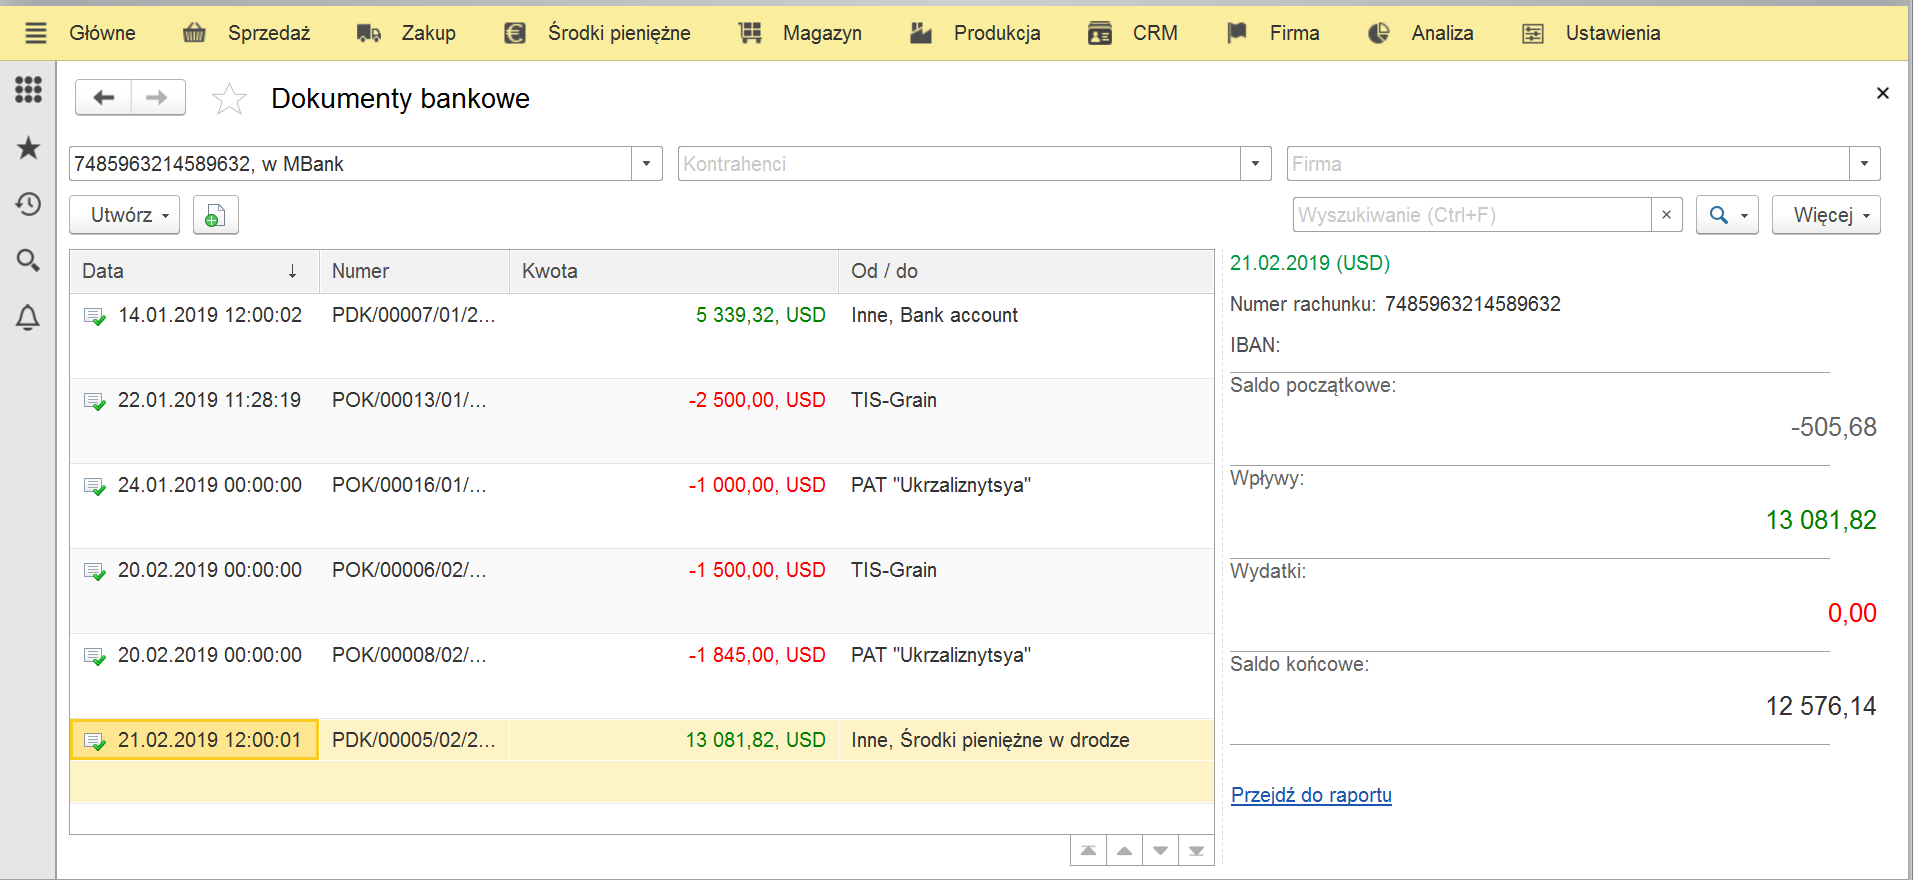 Główne Sprzedaż Zakup Środki pieniężne Magazyn Produkcja CRM Firma Analiza Ustawienia
Dokumenty bankowe
7485963214589632, w MBank Kontrahenci Firma
Utwórz Wyszukiwanie (Ctrl+F) × Więcej
Data ↓ Numer Kwota Od / do
14.01.2019 12:00:02 PDK/00007/01/2... 5 339,32, USD Inne, Bank account
22.01.2019 11:28:19 POK/00013/01/... -2 500,00, USD TIS-Grain
24.01.2019 00:00:00 POK/00016/01/... -1 000,00, USD PAT "Ukrzaliznytsya"
20.02.2019 00:00:00 POK/00006/02/... -1 500,00, USD TIS-Grain
20.02.2019 00:00:00 POK/00008/02/... -1 845,00, USD PAT "Ukrzaliznytsya"
21.02.2019 12:00:01 PDK/00005/02/2... 13 081,82, USD Inne, Środki pieniężne w drodze
21.02.2019 (USD)
Numer rachunku: 7485963214589632
IBAN:
Saldo początkowe:
-505,68
Wpływy:
13 081,82
Wydatki:
0,00
Saldo końcowe:
12 576,14
Przejdź do raportu